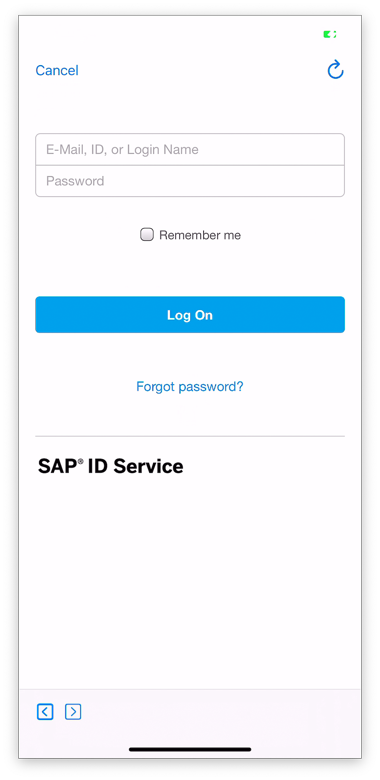 Cancel
E-Mail, ID, or Login Name
Password
Remember me
Log On
Forgot password?
SAP® ID Service